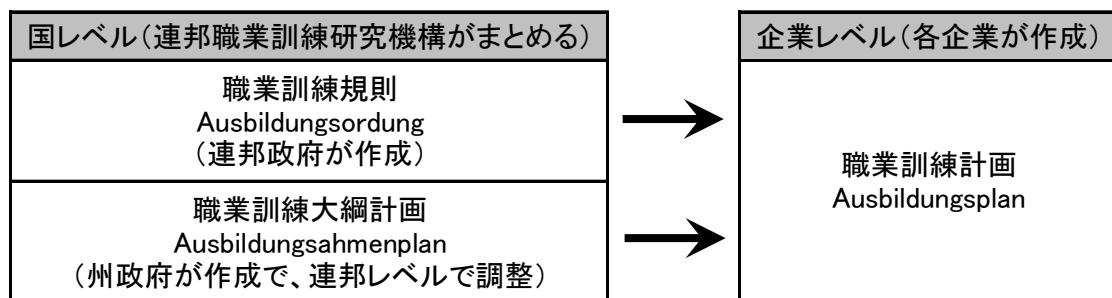 国レベル（連邦職業訓練研究機構がまとめる）
職業訓練規則
Ausbildungsordung
（連邦政府が作成）
職業訓練大綱計画
Ausbildungsahmenplan
（州政府が作成で、連邦レベルで調整）
企業レベル（各企業が作成）
職業訓練計画
Ausbildungsplan